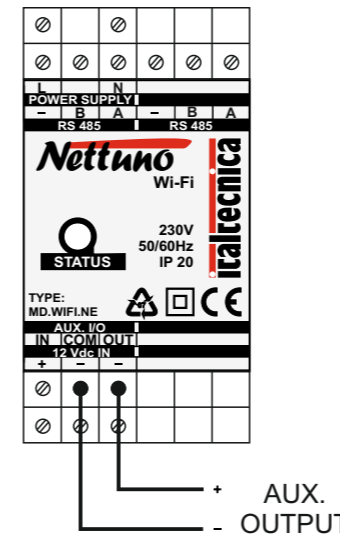 L N
POWER SUPPLY
– B A – B A
RS 485 RS 485
Nettuno
Wi-Fi
italtecnica
230V
50/60Hz
IP 20
STATUS
TYPE:
MD.WIFI.NE
CE
AUX. I/O
IN COM OUT
12 Vdc IN
+ – –
+ AUX.
– OUTPUT